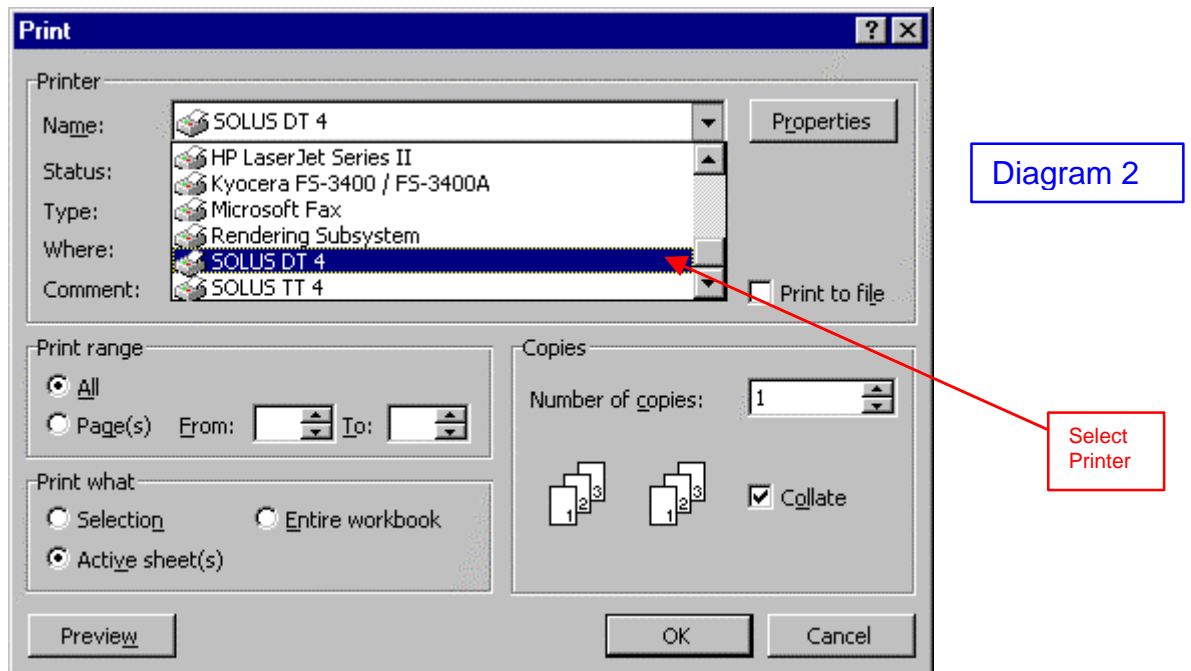 Print
Printer
Name: SOLUS DT 4 Properties
HP LaserJet Series II
Status:
Kyocera FS-3400 / FS-3400A
Type: Microsoft Fax
Rendering Subsystem
Where:
SOLUS DT 4
Comment: SOLUS TT 4 Print to file
Diagram 2
Print range
All
Page(s) From: To:
Copies
Number of copies: 1
1 2 3 1 2 3
Collate
Select
Printer
Print what
Selection Entire workbook
Active sheet(s)
Preview OK Cancel